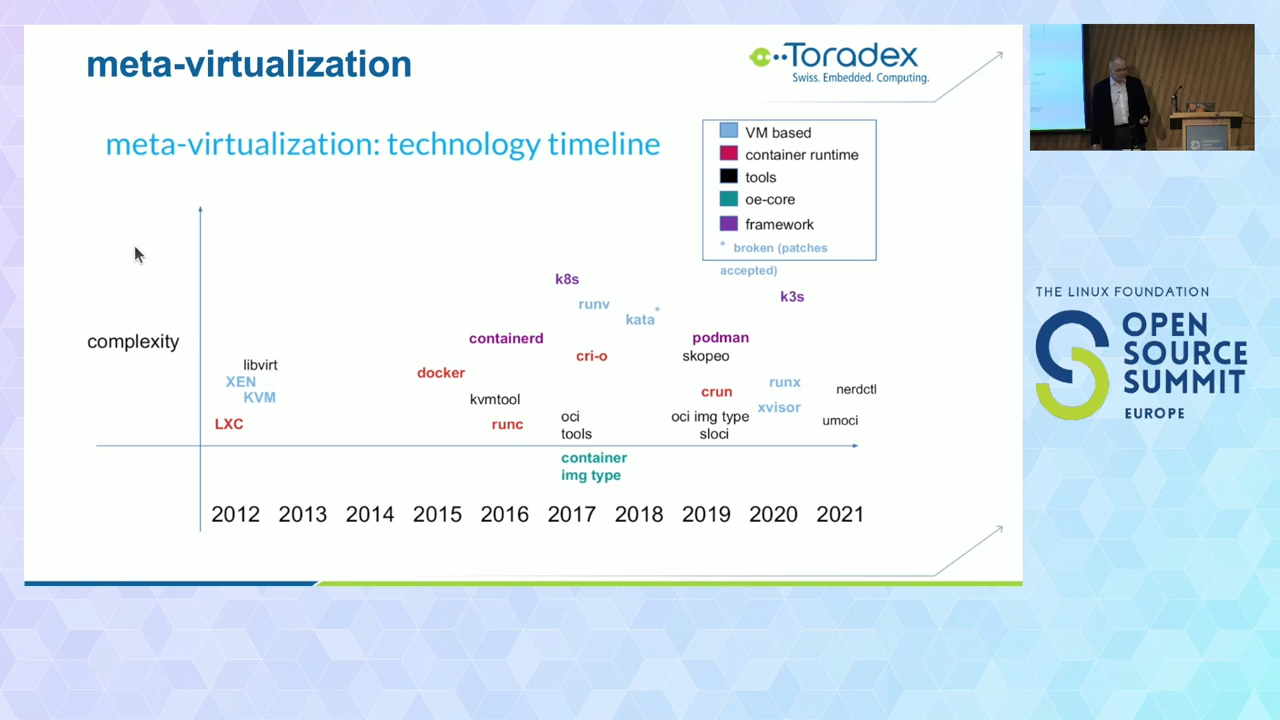 meta-virtualization
Toradex
Swiss. Embedded. Computing.
meta-virtualization: technology timeline
VM based
container runtime
tools
oe-core
framework
* broken (patches
accepted)
k8s
k3s
runv
kata*
containerd
podman
complexity
cri-o
skopeo
libvirt
docker
XEN
runx
KVM
kvmtool
crun
nerdctl
xvisor
LXC
runc
oci
tools
oci img type
sloci
umoci
container
img type
2012 2013 2014 2015 2016 2017 2018 2019 2020 2021
THE LINUX FOUNDATION
OPEN
SOURCE
SUMMIT
EUROPE